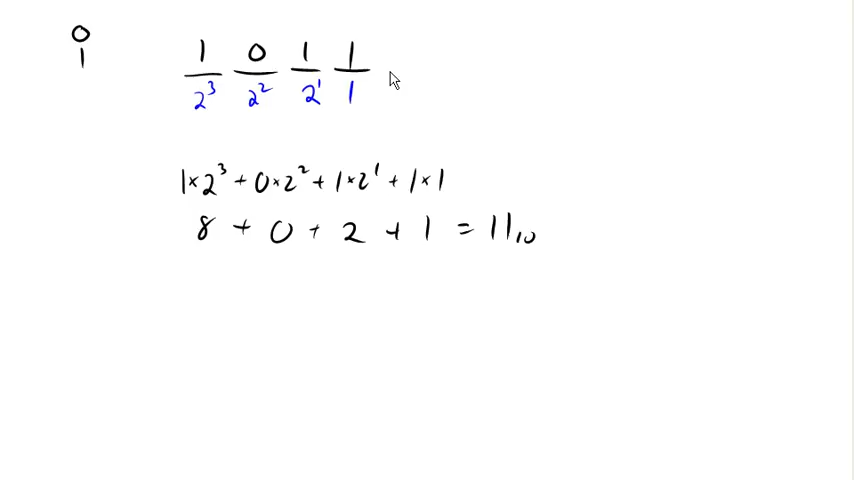 0
1
1 0 1 1
2³ 2² 2¹ 1
1×2³ + 0×2² + 1×2¹ + 1×1
8 + 0 + 2 + 1 = 11₁₀